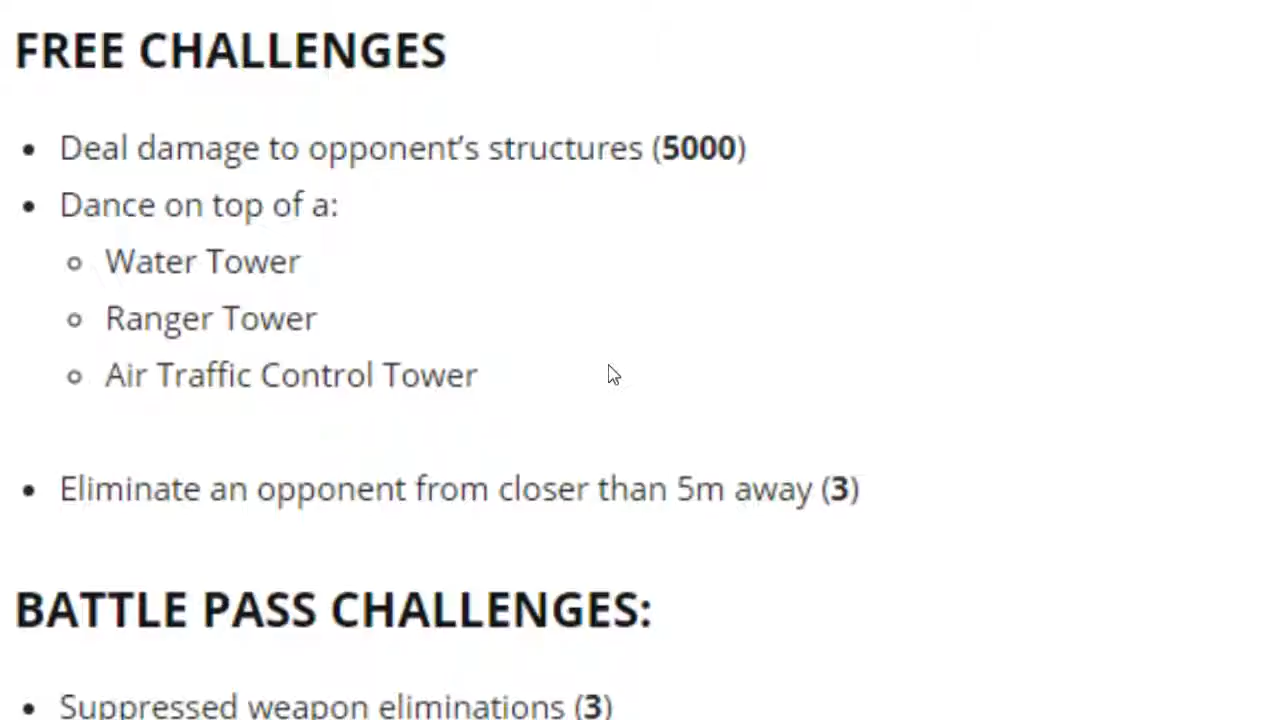 FREE CHALLENGES
• Deal damage to opponent’s structures (5000)
• Dance on top of a:
○ Water Tower
○ Ranger Tower
○ Air Traffic Control Tower
• Eliminate an opponent from closer than 5m away (3)
BATTLE PASS CHALLENGES:
• Suppressed weapon eliminations (3)